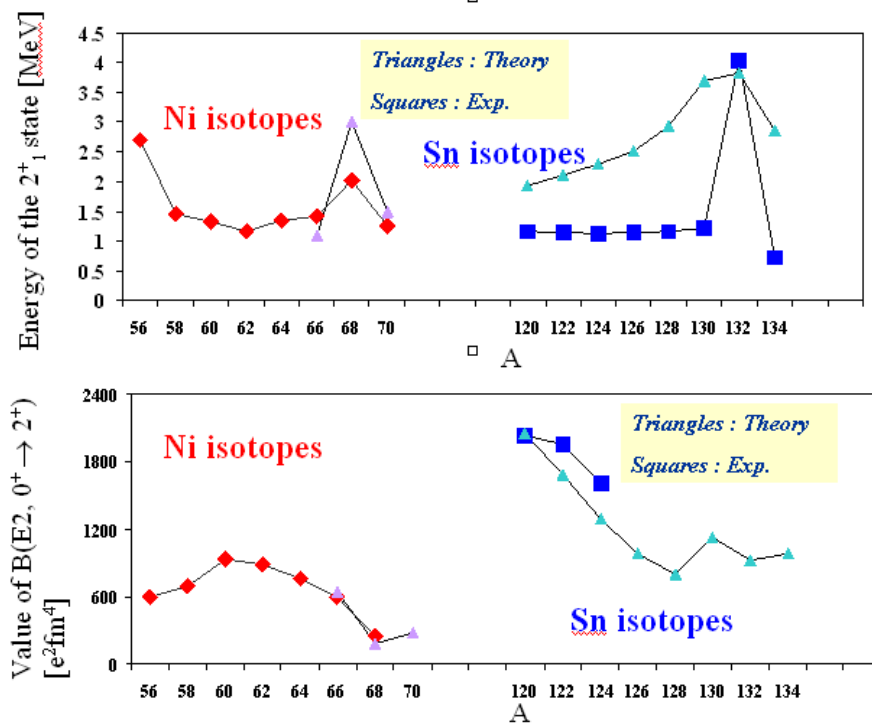 Energy of the 2⁺₁ state [MeV]
4.5
4
3.5
3
2.5
2
1.5
1
0.5
0
Triangles : Theory
Squares : Exp.
Ni isotopes
Sn isotopes
56 58 60 62 64 66 68 70 120 122 124 126 128 130 132 134
A
Value of B(E2, 0⁺ → 2⁺)
[e²fm⁴]
2400
1800
1200
600
0
Ni isotopes
Triangles : Theory
Squares : Exp.
Sn isotopes
56 58 60 62 64 66 68 70 120 122 124 126 128 130 132 134
A